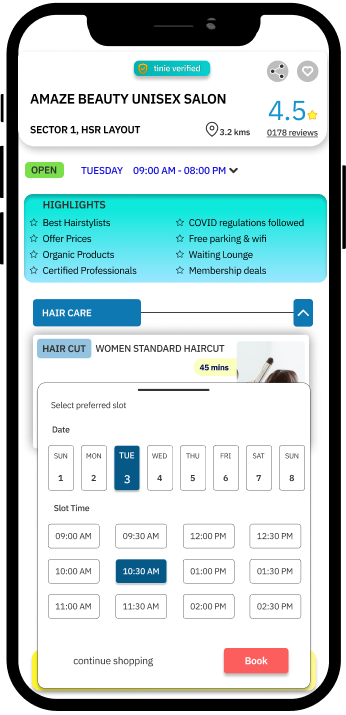 tinie verified
AMAZE BEAUTY UNISEX SALON
4.5
SECTOR 1, HSR LAYOUT
3.2 kms
0178 reviews
OPEN TUESDAY 09:00 AM - 08:00 PM
HIGHLIGHTS
Best Hairstylists COVID regulations followed
Offer Prices Free parking & wifi
Organic Products Waiting Lounge
Certified Professionals Membership deals
HAIR CARE
HAIR CUT WOMEN STANDARD HAIRCUT
45 mins
Select preferred slot
Date
SUN MON TUE WED THU FRI SAT SUN
1 2 3 4 5 6 7 8
Slot Time
09:00 AM 09:30 AM 12:00 PM 12:30 PM
10:00 AM 10:30 AM 01:00 PM 01:30 PM
11:00 AM 11:30 AM 02:00 PM 02:30 PM
continue shopping Book